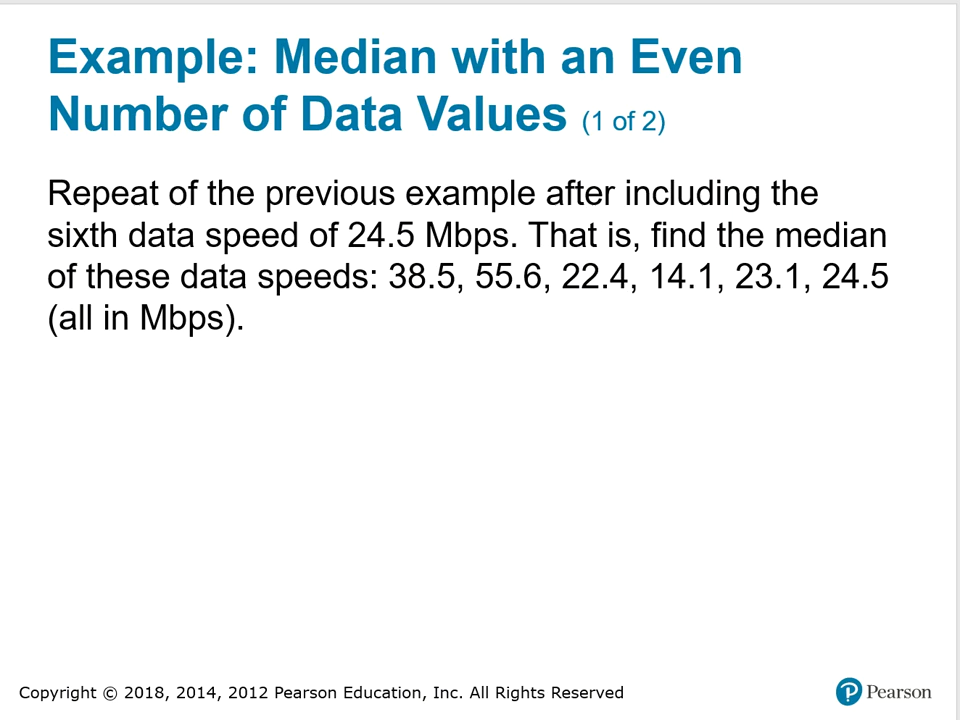 Example: Median with an Even
Number of Data Values (1 of 2)
Repeat of the previous example after including the
sixth data speed of 24.5 Mbps. That is, find the median
of these data speeds: 38.5, 55.6, 22.4, 14.1, 23.1, 24.5
(all in Mbps).
Copyright © 2018, 2014, 2012 Pearson Education, Inc. All Rights Reserved
P Pearson